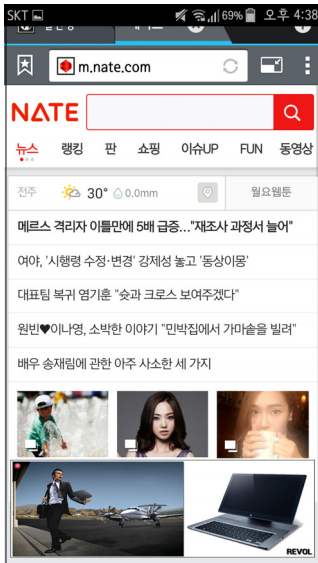 SKT 69% 오후 4:38
m.nate.com
NATE
뉴스 랭킹 판 쇼핑 이슈UP FUN 동영상
전주 30° 0.0mm 월요웹툰
메르스 격리자 이틀만에 5배 급증..."재조사 과정서 늘어"
여야, '시행령 수정·변경' 강제성 놓고 '동상이몽'
대표팀 복귀 염기훈 "슛과 크로스 보여주겠다"
원빈♥이나영, 소박한 이야기 "민박집에서 가마솥을 빌려"
배우 송재림에 관한 아주 사소한 세 가지
REVOL